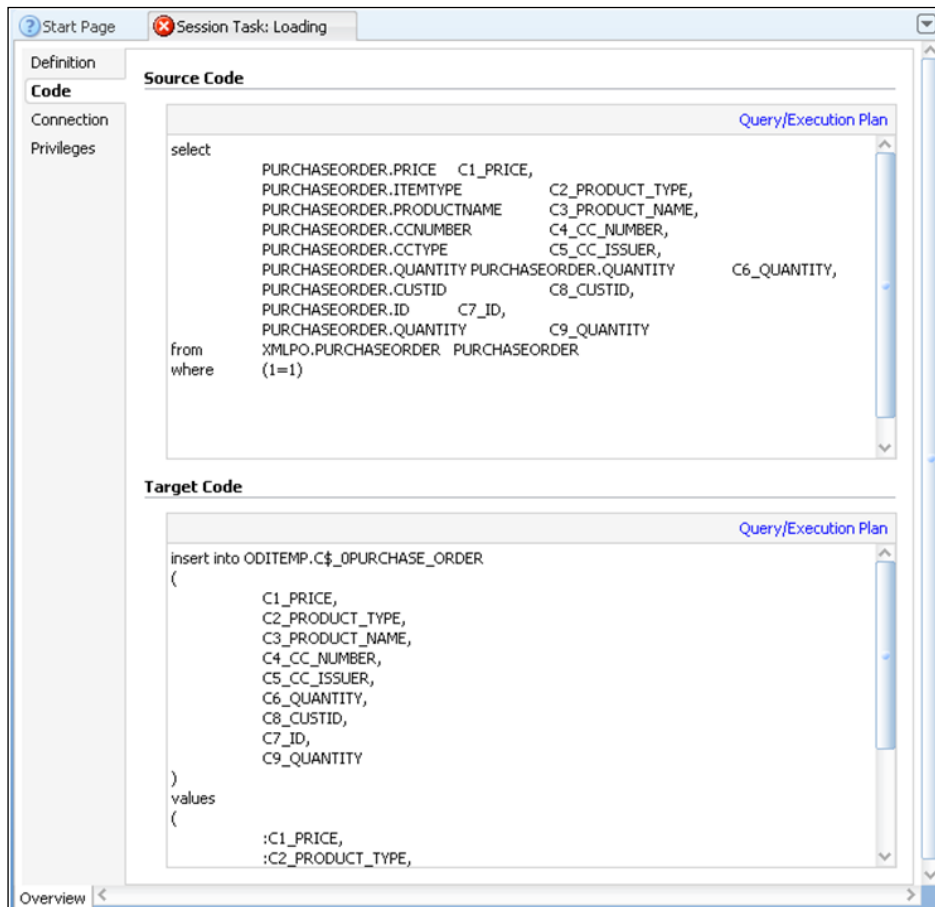 Start Page
Session Task: Loading
Definition
Code
Connection
Privileges
Source Code
Query/Execution Plan
select
PURCHASEORDER.PRICE C1_PRICE,
PURCHASEORDER.ITEMTYPE C2_PRODUCT_TYPE,
PURCHASEORDER.PRODUCTNAME C3_PRODUCT_NAME,
PURCHASEORDER.CCNUMBER C4_CC_NUMBER,
PURCHASEORDER.CCTYPE C5_CC_ISSUER,
PURCHASEORDER.QUANTITY PURCHASEORDER.QUANTITY C6_QUANTITY,
PURCHASEORDER.CUSTID C8_CUSTID,
PURCHASEORDER.ID C7_ID,
PURCHASEORDER.QUANTITY C9_QUANTITY
from XMLPO.PURCHASEORDER PURCHASEORDER
where (1=1)
Target Code
Query/Execution Plan
insert into ODITEMP.C$_0PURCHASE_ORDER
(
C1_PRICE,
C2_PRODUCT_TYPE,
C3_PRODUCT_NAME,
C4_CC_NUMBER,
C5_CC_ISSUER,
C6_QUANTITY,
C8_CUSTID,
C7_ID,
C9_QUANTITY
)
values
(
:C1_PRICE,
:C2_PRODUCT_TYPE,
Overview